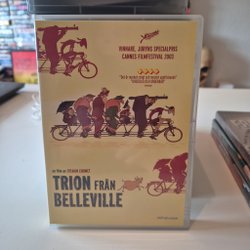 VINNARE, JURYNS SPECIALPRIS
CANNES FILMFESTIVAL 2003
en film av SYLVAIN CHOMET
TRION FRÅN
BELLEVILLE